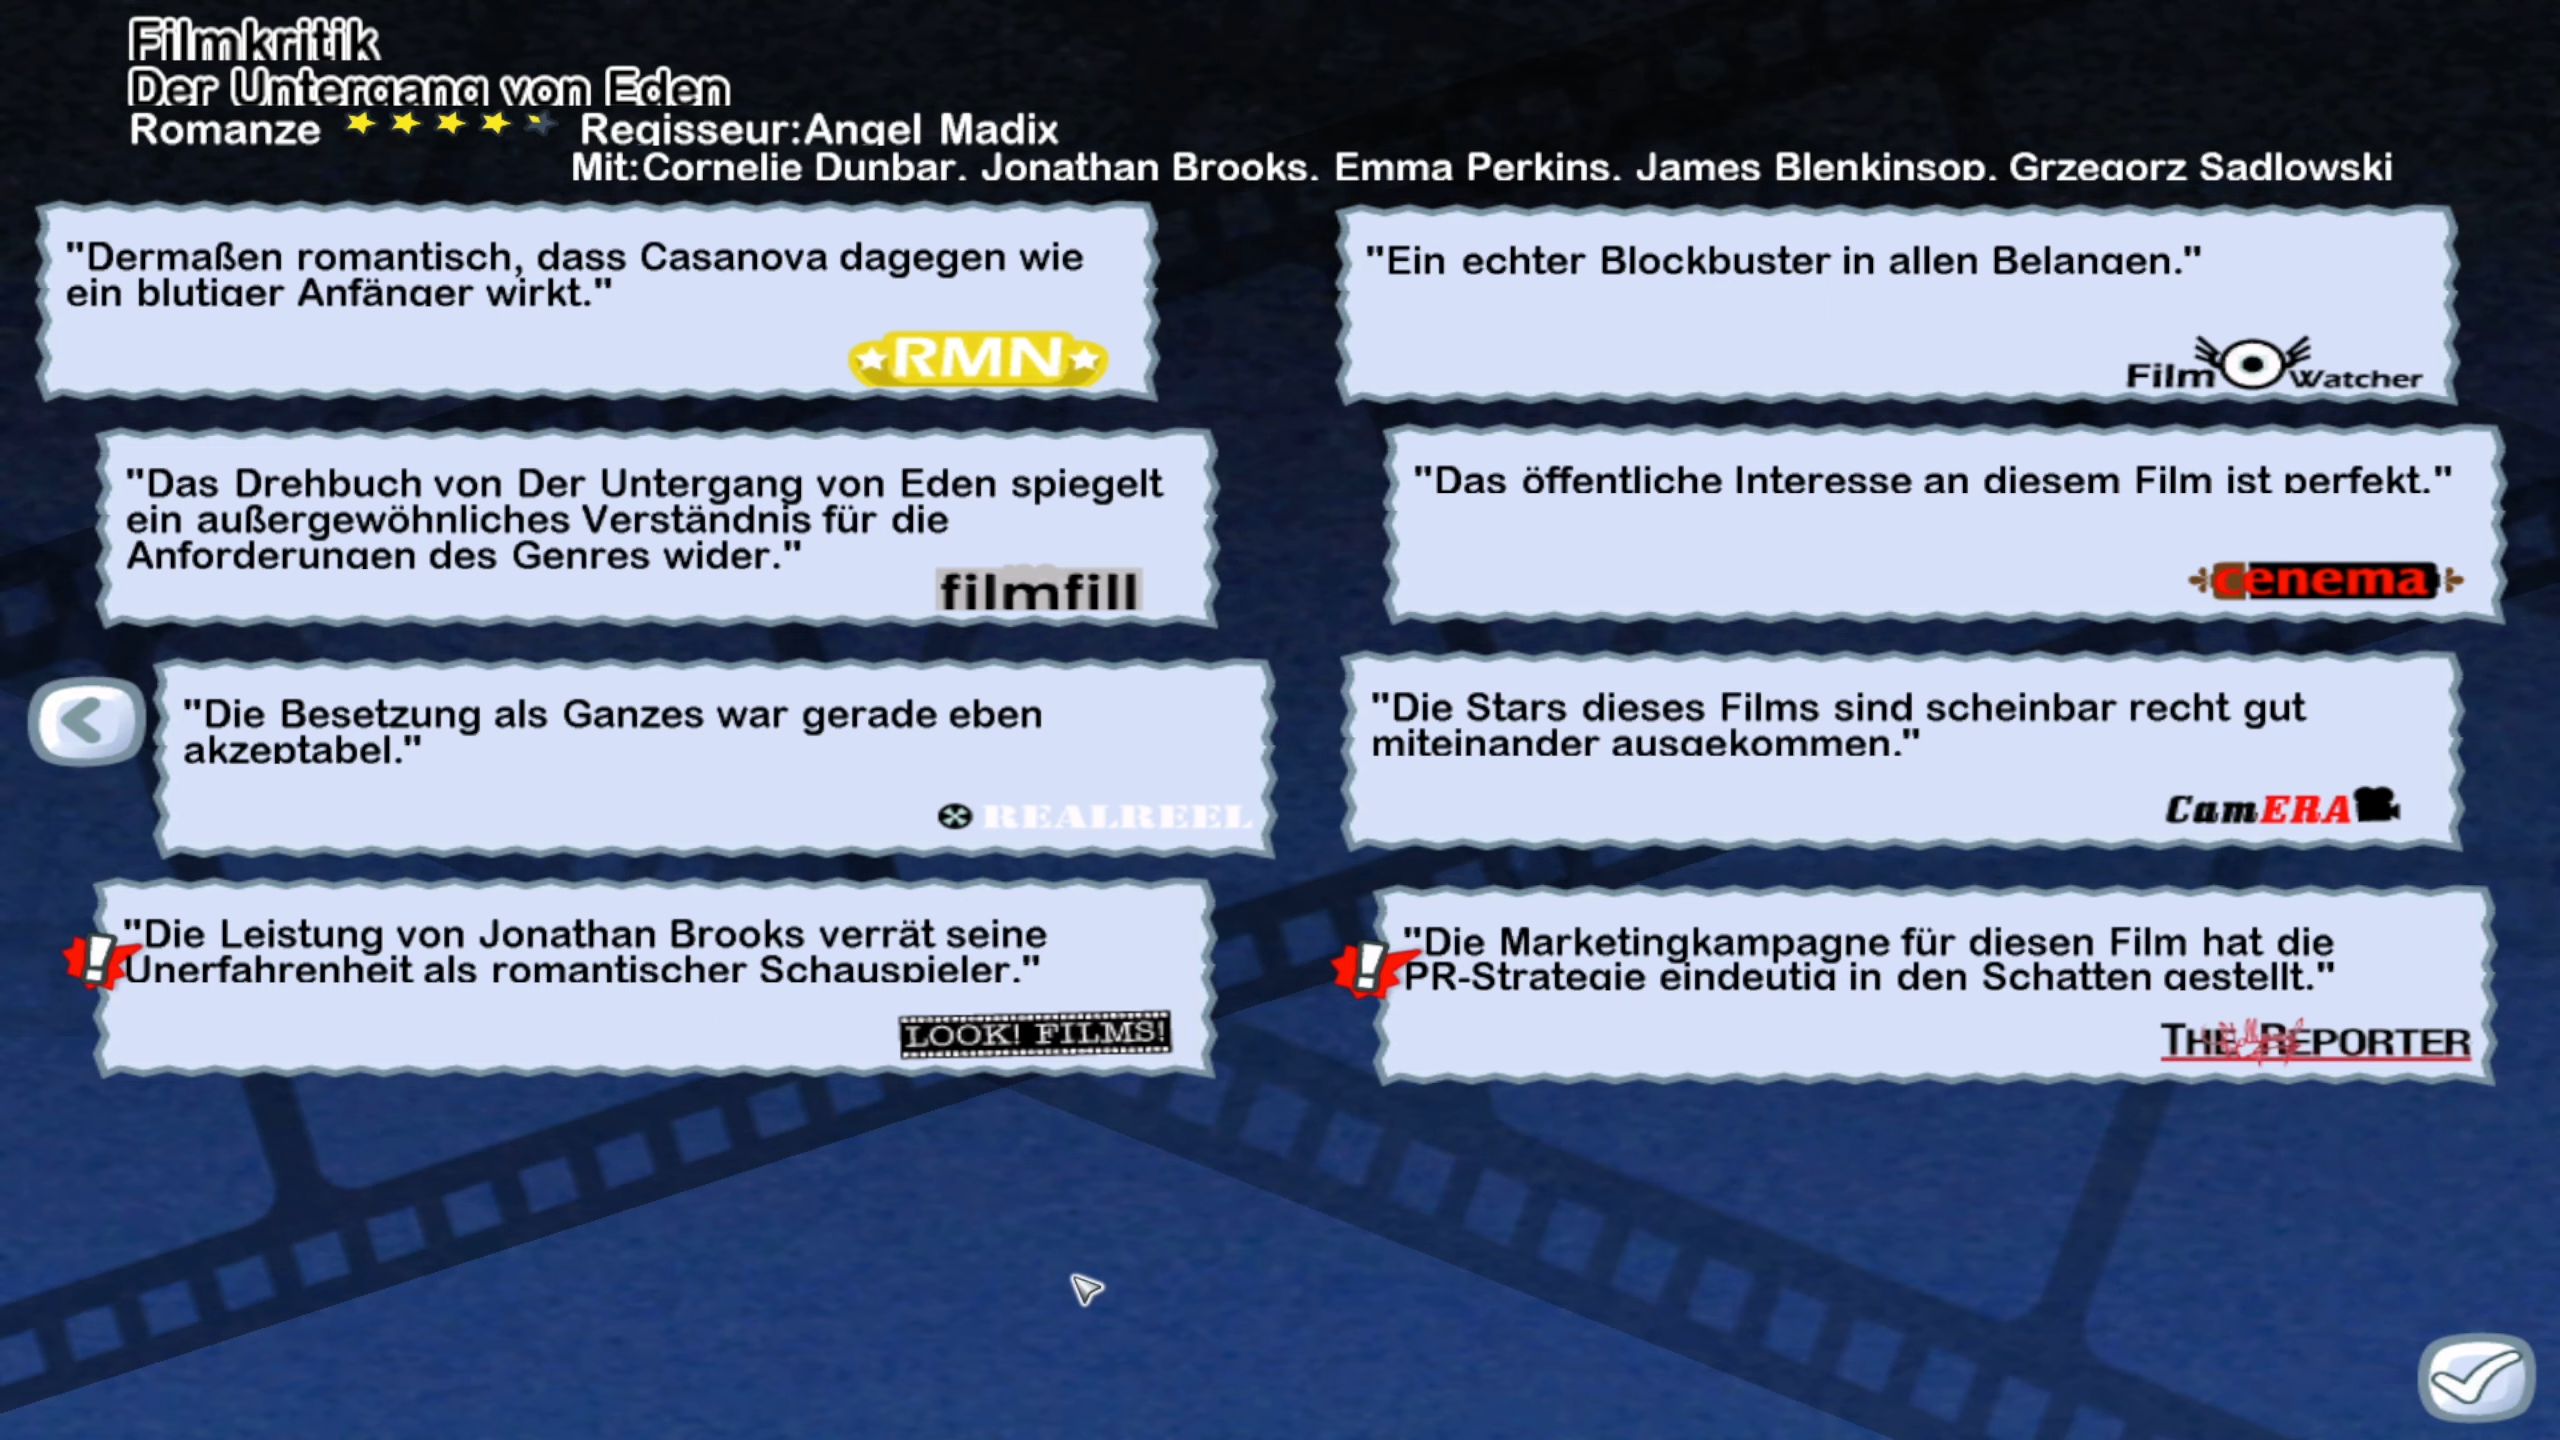 Filmkritik
Der Untergang von Eden
Romanze Regisseur:Angel Madix
Mit:Cornelie Dunbar, Jonathan Brooks, Emma Perkins, James Blenkinsop, Grzegorz Sadlowski
"Dermaßen romantisch, dass Casanova dagegen wie
ein blutiger Anfänger wirkt."
RMN
"Ein echter Blockbuster in allen Belangen."
Film Watcher
"Das Drehbuch von Der Untergang von Eden spiegelt
ein außergewöhnliches Verständnis für die
Anforderungen des Genres wider."
filmfill
"Das öffentliche Interesse an diesem Film ist perfekt."
cenema
"Die Besetzung als Ganzes war gerade eben
akzeptabel."
REALREEL
"Die Stars dieses Films sind scheinbar recht gut
miteinander ausgekommen."
CamERA
"Die Leistung von Jonathan Brooks verrät seine
Unerfahrenheit als romantischer Schauspieler."
LOOK! FILMS!
"Die Marketingkampagne für diesen Film hat die
PR-Strategie eindeutig in den Schatten gestellt."
THE REPORTER